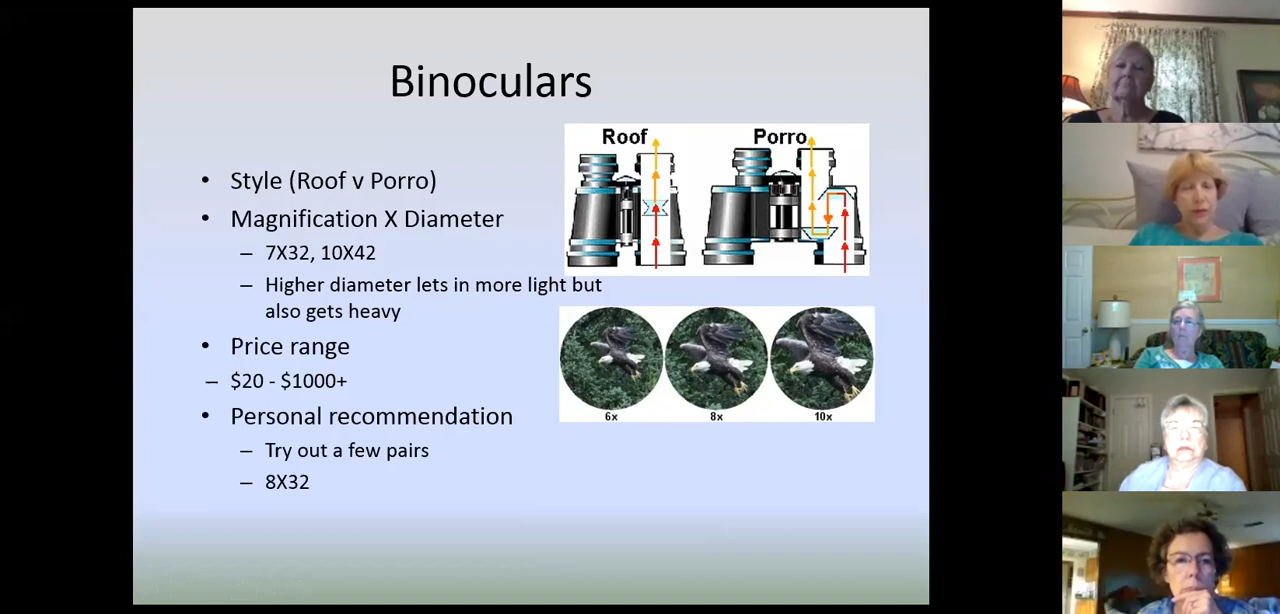 Binoculars
• Style (Roof v Porro)
• Magnification X Diameter
– 7X32, 10X42
– Higher diameter lets in more light but
also gets heavy
• Price range
– $20 - $1000+
• Personal recommendation
– Try out a few pairs
– 8X32
Roof Porro
6x 8x 10x